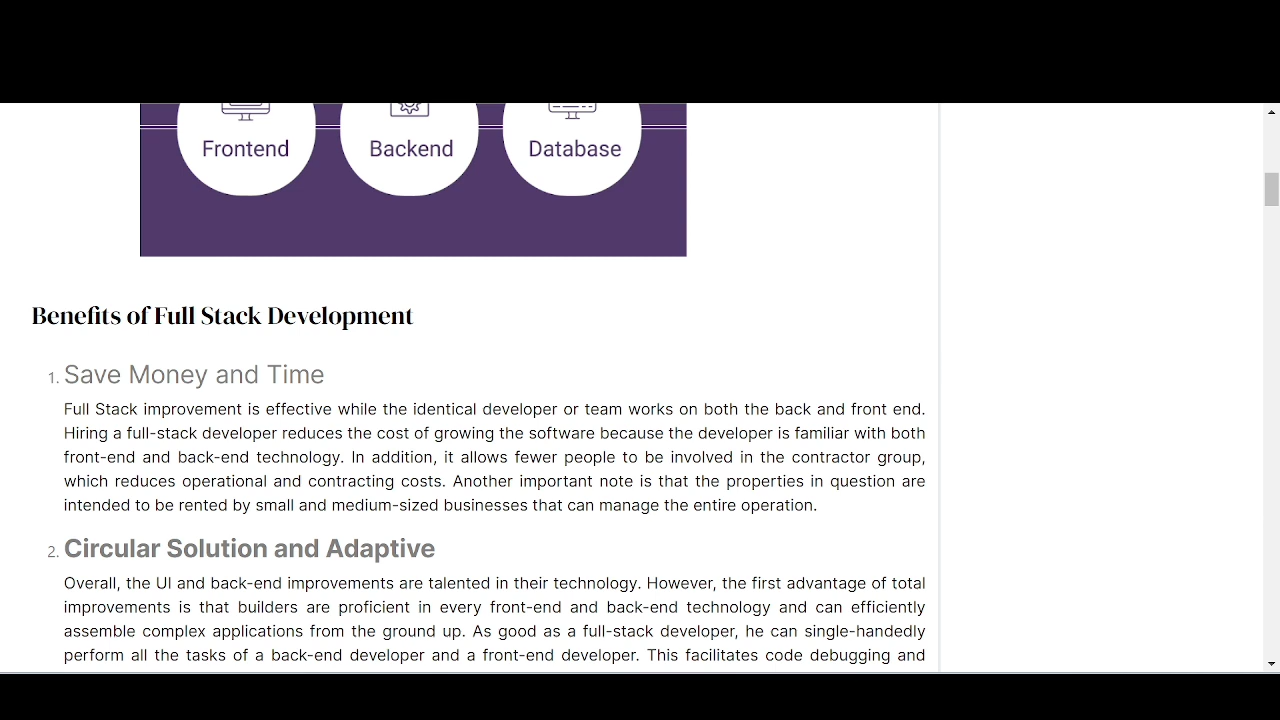 Frontend Backend Database
Benefits of Full Stack Development
1. Save Money and Time
Full Stack improvement is effective while the identical developer or team works on both the back and front end.
Hiring a full-stack developer reduces the cost of growing the software because the developer is familiar with both
front-end and back-end technology. In addition, it allows fewer people to be involved in the contractor group,
which reduces operational and contracting costs. Another important note is that the properties in question are
intended to be rented by small and medium-sized businesses that can manage the entire operation.
2. Circular Solution and Adaptive
Overall, the UI and back-end improvements are talented in their technology. However, the first advantage of total
improvements is that builders are proficient in every front-end and back-end technology and can efficiently
assemble complex applications from the ground up. As good as a full-stack developer, he can single-handedly
perform all the tasks of a back-end developer and a front-end developer. This facilitates code debugging and